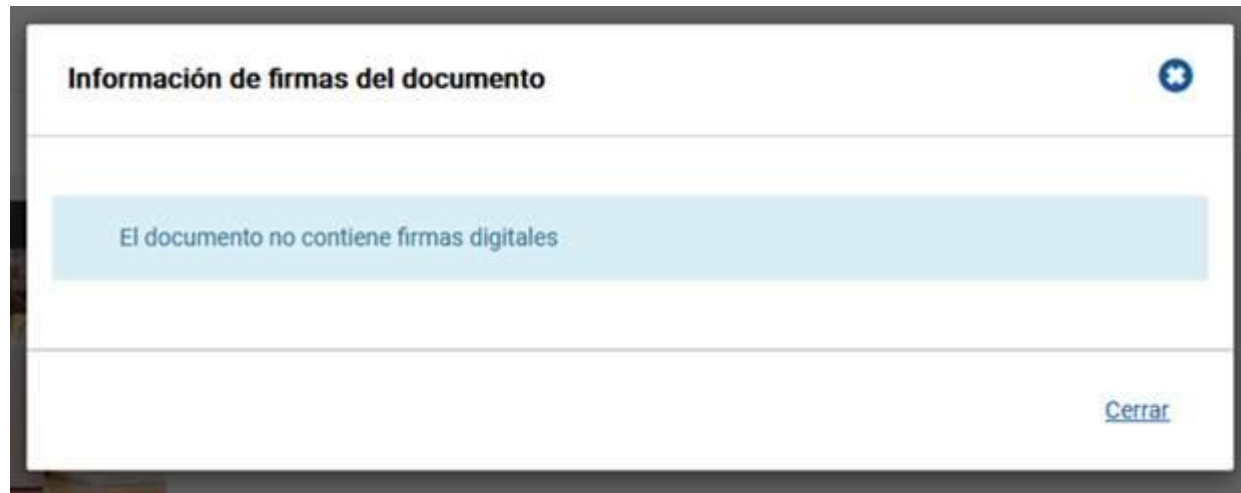 Información de firmas del documento
El documento no contiene firmas digitales
Cerrar